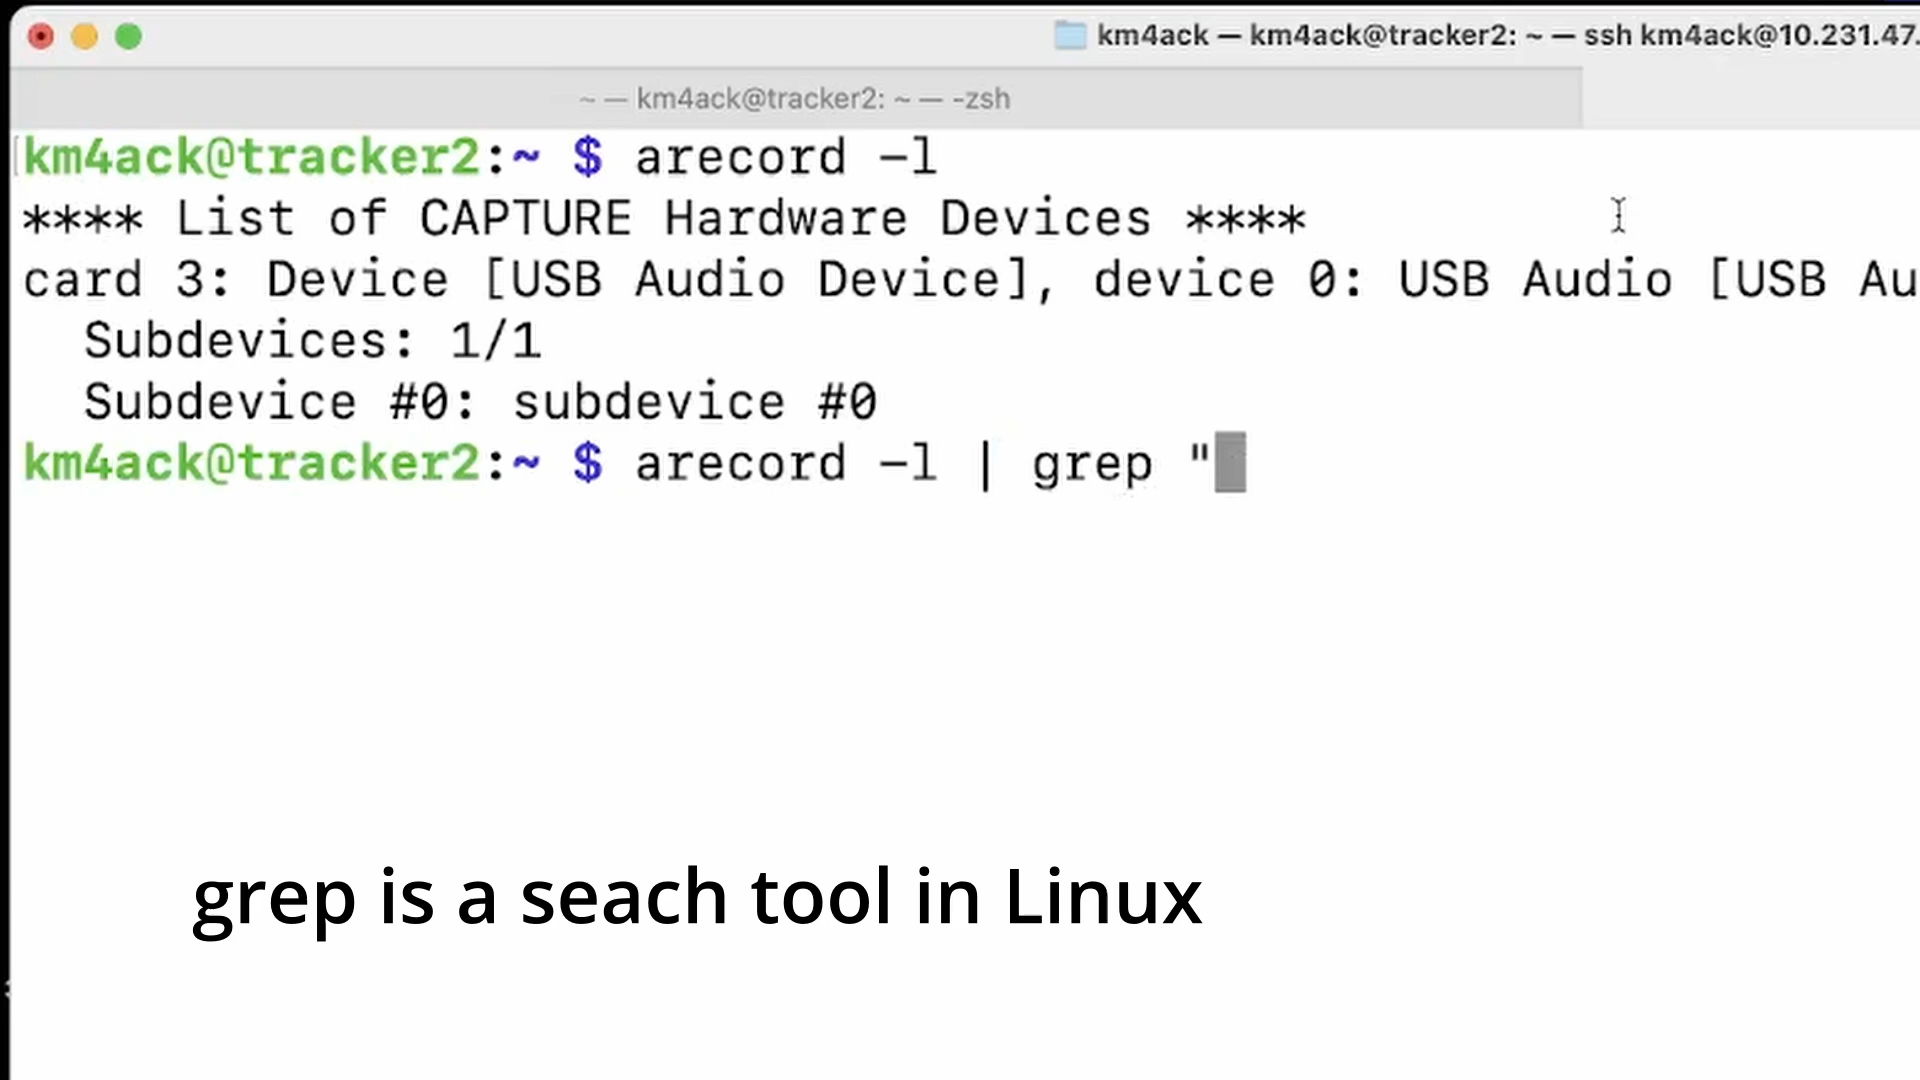 km4ack — km4ack@tracker2: ~ — ssh km4ack@10.231.47.
~ — km4ack@tracker2: ~ — -zsh
km4ack@tracker2:~ $ arecord -l
**** List of CAPTURE Hardware Devices ****
card 3: Device [USB Audio Device], device 0: USB Audio [USB Au
Subdevices: 1/1
Subdevice #0: subdevice #0
km4ack@tracker2:~ $ arecord -l | grep "
grep is a seach tool in Linux